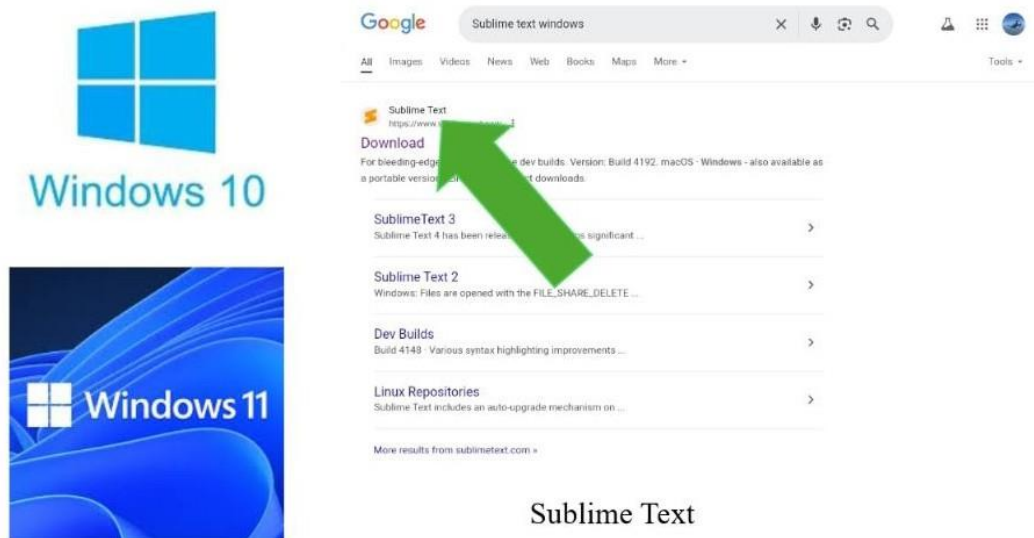 Windows 10
Windows 11
Google
Sublime text windows
All Images Videos News Web Books Maps More
Tools
Sublime Text
https://www.
Download
For bleeding-edge dev builds. Version: Build 4192. macOS · Windows - also available as
a portable version downloads.
SublimeText 3
Sublime Text 4 has been significant ...
Sublime Text 2
Windows: Files are opened with the FILE_SHARE_DELETE ...
Dev Builds
Build 4148 · Various syntax highlighting improvements ...
Linux Repositories
Sublime Text includes an auto-upgrade mechanism on ...
More results from sublimetext.com »
Sublime Text